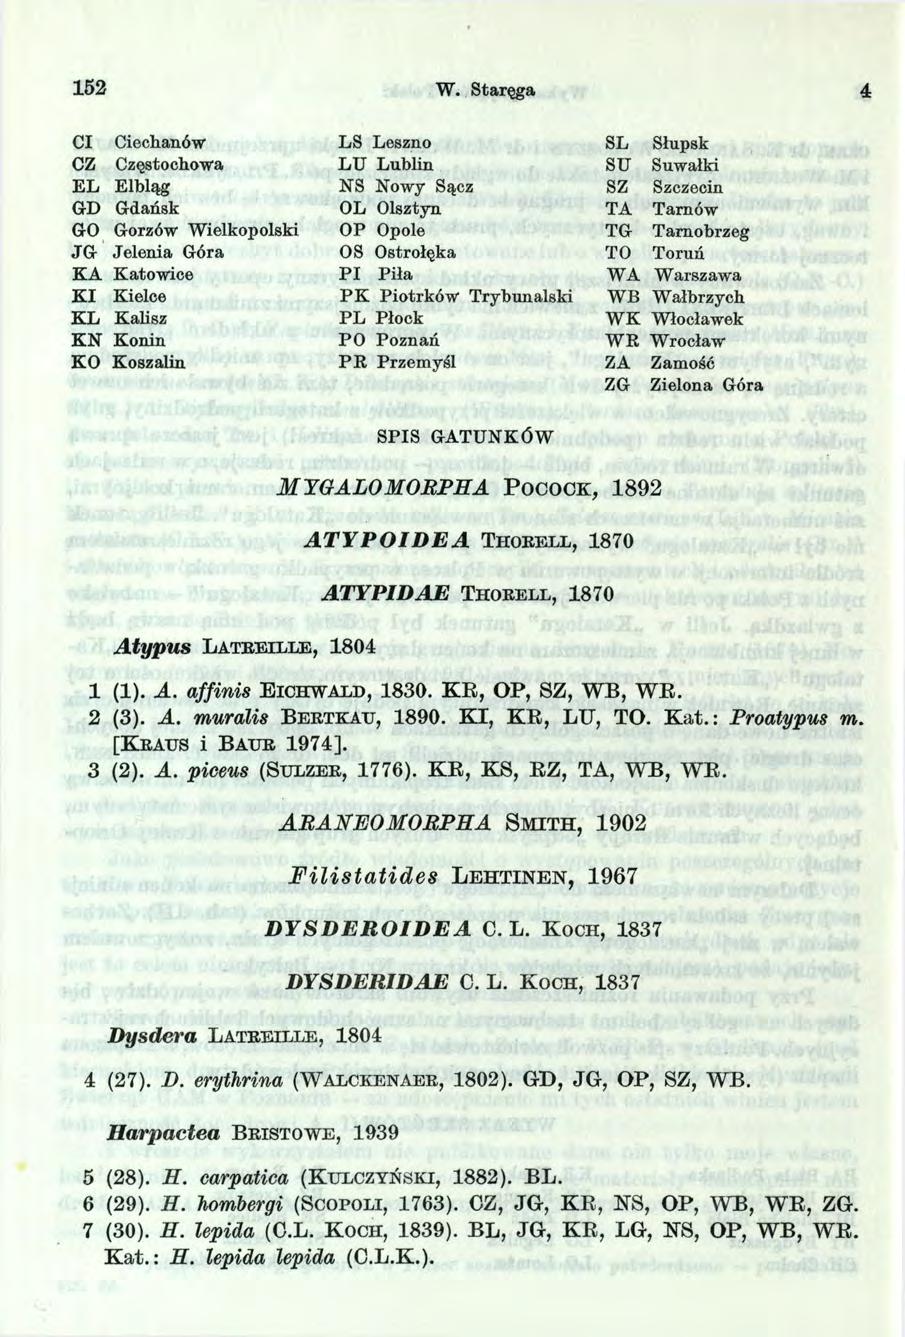 152 W. Staręga 4
CI Ciechanów
CZ Częstochowa
EL Elbląg
GD Gdańsk
GO Gorzów Wielkopolski
JG Jelenia Góra
KA Katowice
KI Kielce
KL Kalisz
KN Konin
KO Koszalin
LS Leszno
LU Lublin
NS Nowy Sącz
OL Olsztyn
OP Opole
OS Ostrołęka
PI Piła
PK Piotrków Trybunalski
PL Płock
PO Poznań
PR Przemyśl
SL Słupsk
SU Suwałki
SZ Szczecin
TA Tarnów
TG Tarnobrzeg
TO Toruń
WA Warszawa
WB Wałbrzych
WK Włocławek
WR Wrocław
ZA Zamość
ZG Zielona Góra
SPIS GATUNKÓW
MYGALOMORPHA POCOCK, 1892
ATYPOIDEA THORELL, 1870
ATYPIDAE THORELL, 1870
Atypus LATREILLE, 1804
1 (1). A. affinis EICHWALD, 1830. KR, OP, SZ, WB, WR.
2 (3). A. muralis BERTKAU, 1890. KI, KR, LU, TO. Kat.: Proatypus m.
[KRAUS i BAUR 1974].
3 (2). A. piceus (SULZER, 1776). KR, KS, RZ, TA, WB, WR.
ARANEOMORPHA SMITH, 1902
Filistatides LEHTINEN, 1967
DYSDEROIDEA C. L. KOCH, 1837
DYSDERIDAE C. L. KOCH, 1837
Dysdera LATREILLE, 1804
4 (27). D. erythrina (WALCKENAER, 1802). GD, JG, OP, SZ, WB.
Harpactea BRISTOWE, 1939
5 (28). H. carpatica (KULCZYŃSKI, 1882). BL.
6 (29). H. hombergi (SCOPOLI, 1763). CZ, JG, KR, NS, OP, WB, WR, ZG.
7 (30). H. lepida (C.L. KOCH, 1839). BL, JG, KR, LG, NS, OP, WB, WR.
Kat.: H. lepida lepida (C.L.K.).